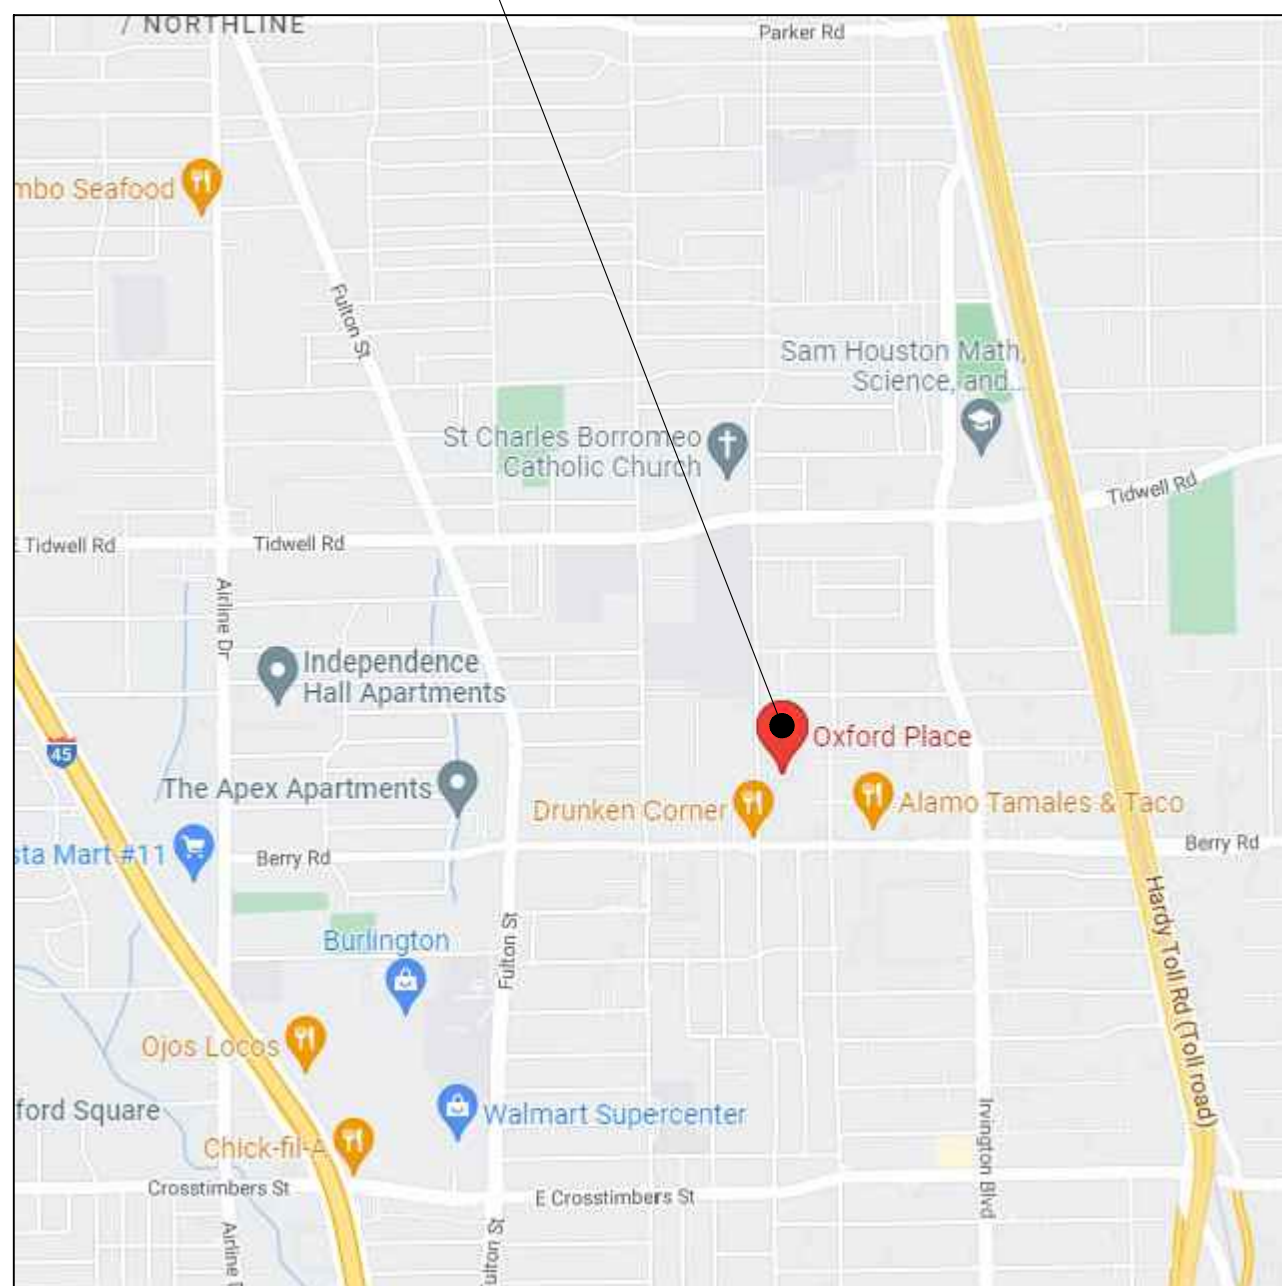 / NORTHLINE
Parker Rd
mbo Seafood
Fulton St
Sam Houston Math,
Science, and...
St Charles Borromeo
Catholic Church
Tidwell Rd
E Tidwell Rd
Tidwell Rd
Airline Dr
Independence
Hall Apartments
45
Oxford Place
The Apex Apartments
Drunken Corner
Alamo Tamales & Taco
sta Mart #11
Berry Rd
Berry Rd
Hardy Toll Rd (Toll road)
Fulton St
Burlington
Ojos Locos
ford Square
Walmart Supercenter
Chick-fil-A
Irvington Blvd
Crosstimbers St
E Crosstimbers St
Airline
ulton St